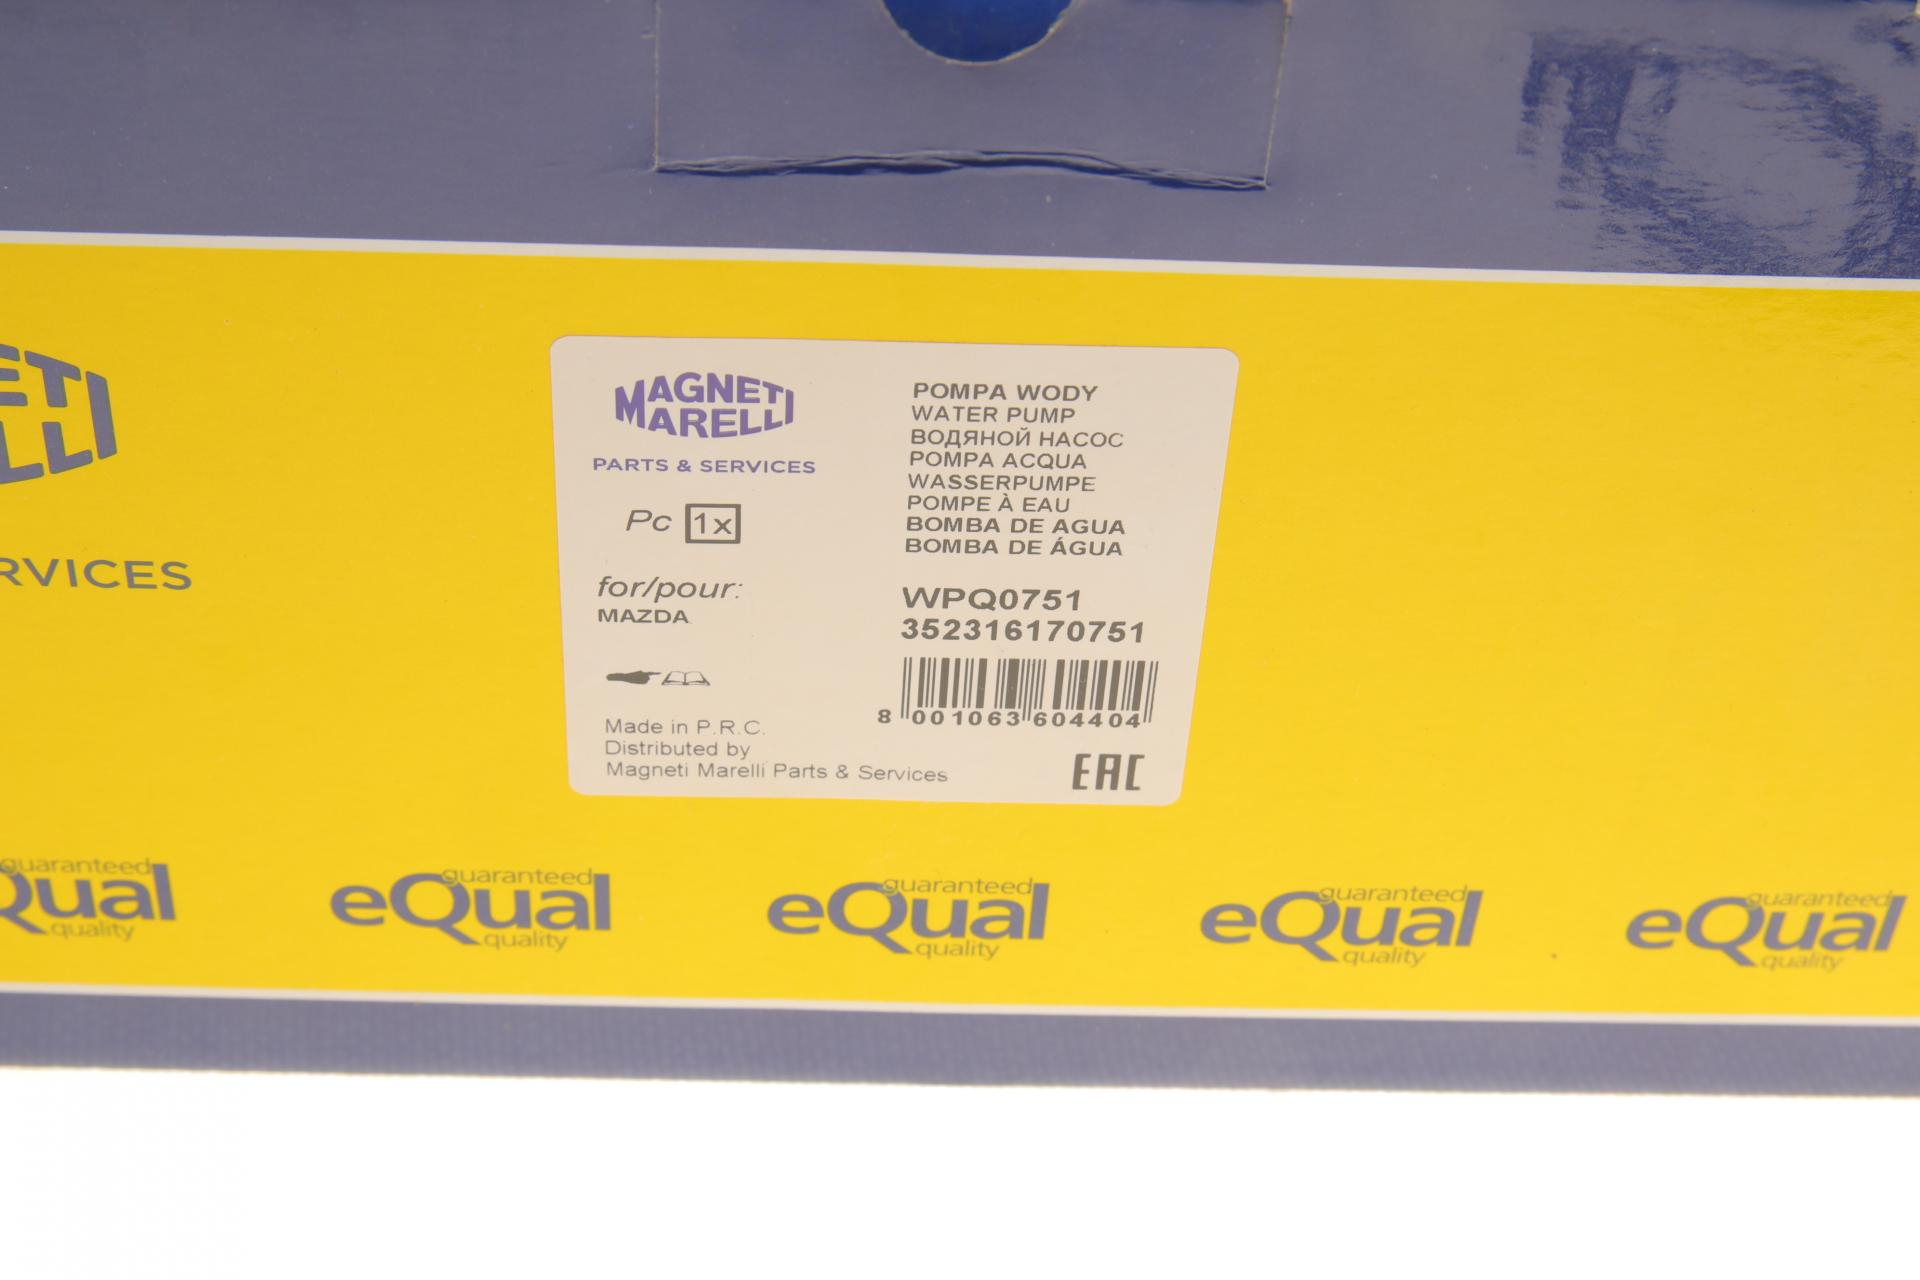 MAGNETI
MARELLI
PARTS & SERVICES
Pc 1x
for/pour:
MAZDA
Made in P.R.C.
Distributed by
Magneti Marelli Parts & Services
POMPA WODY
WATER PUMP
ВОДЯНОЙ НАСОС
POMPA ACQUA
WASSERPUMPE
POMPE À EAU
BOMBA DE AGUA
BOMBA DE ÁGUA
WPQ0751
352316170751
8 001063 604404
EAC
guaranteed
eQual
quality
guaranteed
eQual
quality
guaranteed
eQual
quality
guaranteed
eQual
quality
guaranteed
quality